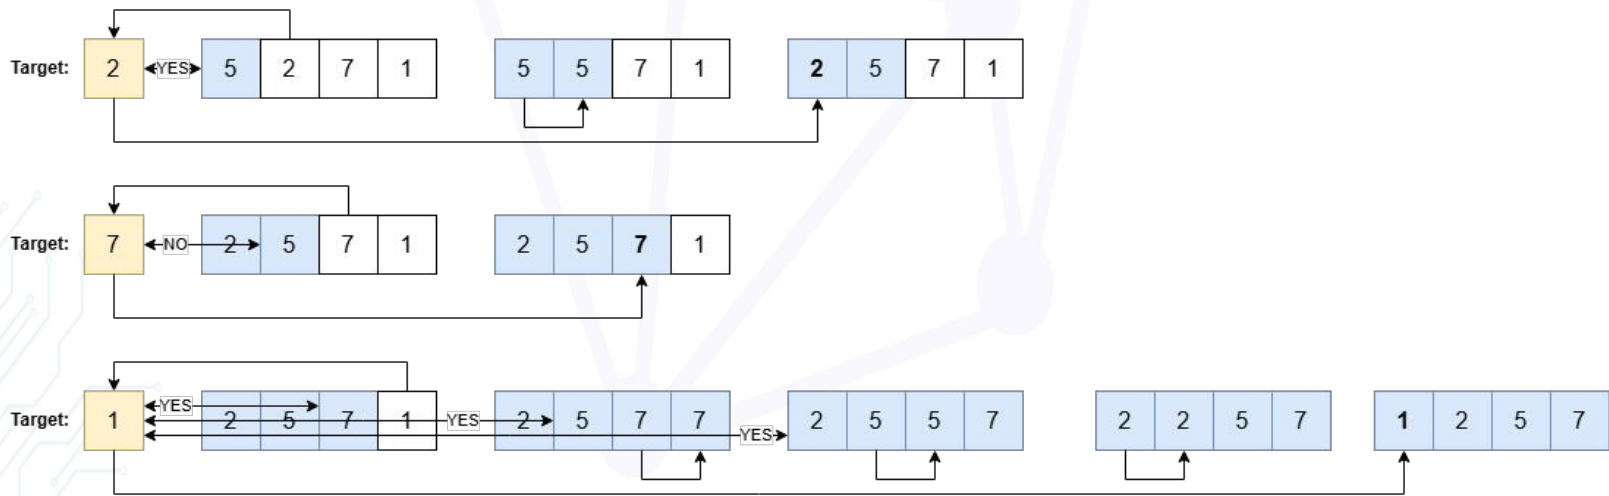 Target: 2 YES 5 2 7 1 5 5 7 1 2 5 7 1
Target: 7 NO 2 5 7 1 2 5 7 1
YES
Target: 1 2 5 7 1 YES 2 5 7 7 2 5 5 7 2 2 5 7 1 2 5 7
YES